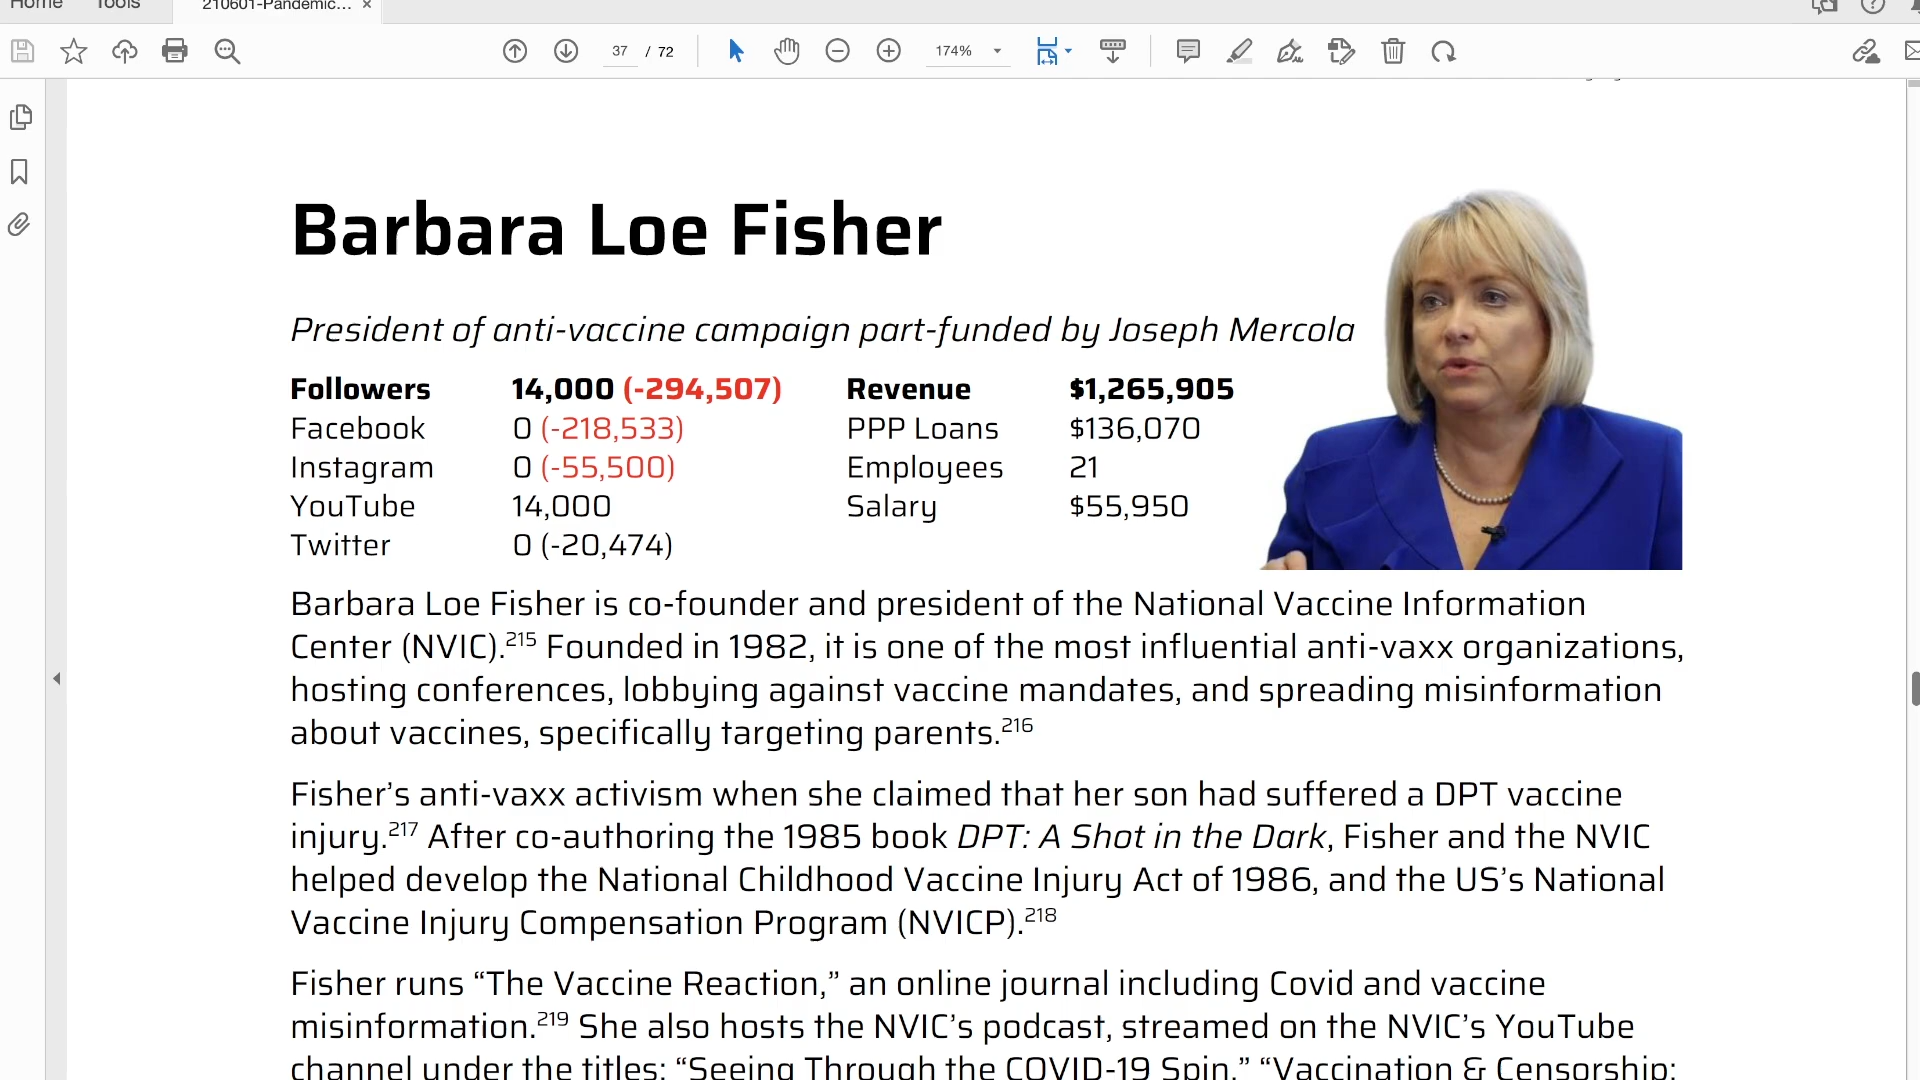 Home Tools 210601-Pandemic... ×
37 / 72 174%
Barbara Loe Fisher
President of anti-vaccine campaign part-funded by Joseph Mercola
Followers 14,000 (-294,507) Revenue $1,265,905
Facebook 0 (-218,533) PPP Loans $136,070
Instagram 0 (-55,500) Employees 21
YouTube 14,000 Salary $55,950
Twitter 0 (-20,474)
Barbara Loe Fisher is co-founder and president of the National Vaccine Information
Center (NVIC).215 Founded in 1982, it is one of the most influential anti-vaxx organizations,
hosting conferences, lobbying against vaccine mandates, and spreading misinformation
about vaccines, specifically targeting parents.216
Fisher’s anti-vaxx activism when she claimed that her son had suffered a DPT vaccine
injury.217 After co-authoring the 1985 book DPT: A Shot in the Dark, Fisher and the NVIC
helped develop the National Childhood Vaccine Injury Act of 1986, and the US’s National
Vaccine Injury Compensation Program (NVICP).218
Fisher runs “The Vaccine Reaction,” an online journal including Covid and vaccine
misinformation.219 She also hosts the NVIC’s podcast, streamed on the NVIC’s YouTube
channel under the titles: “Seeing Through the COVID-19 Spin,” “Vaccination & Censorship: